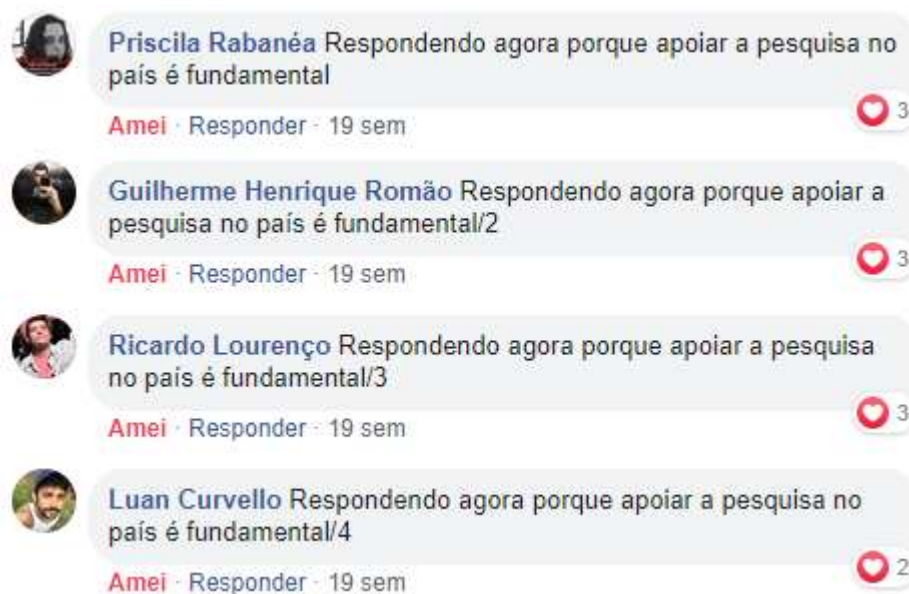 Priscila Rabanéa Respondendo agora porque apoiar a pesquisa no
país é fundamental
3
Amei · Responder · 19 sem
Guilherme Henrique Romão Respondendo agora porque apoiar a
pesquisa no país é fundamental/2
3
Amei · Responder · 19 sem
Ricardo Lourenço Respondendo agora porque apoiar a pesquisa
no país é fundamental/3
3
Amei · Responder · 19 sem
Luan Curvello Respondendo agora porque apoiar a pesquisa no
país é fundamental/4
2
Amei · Responder · 19 sem